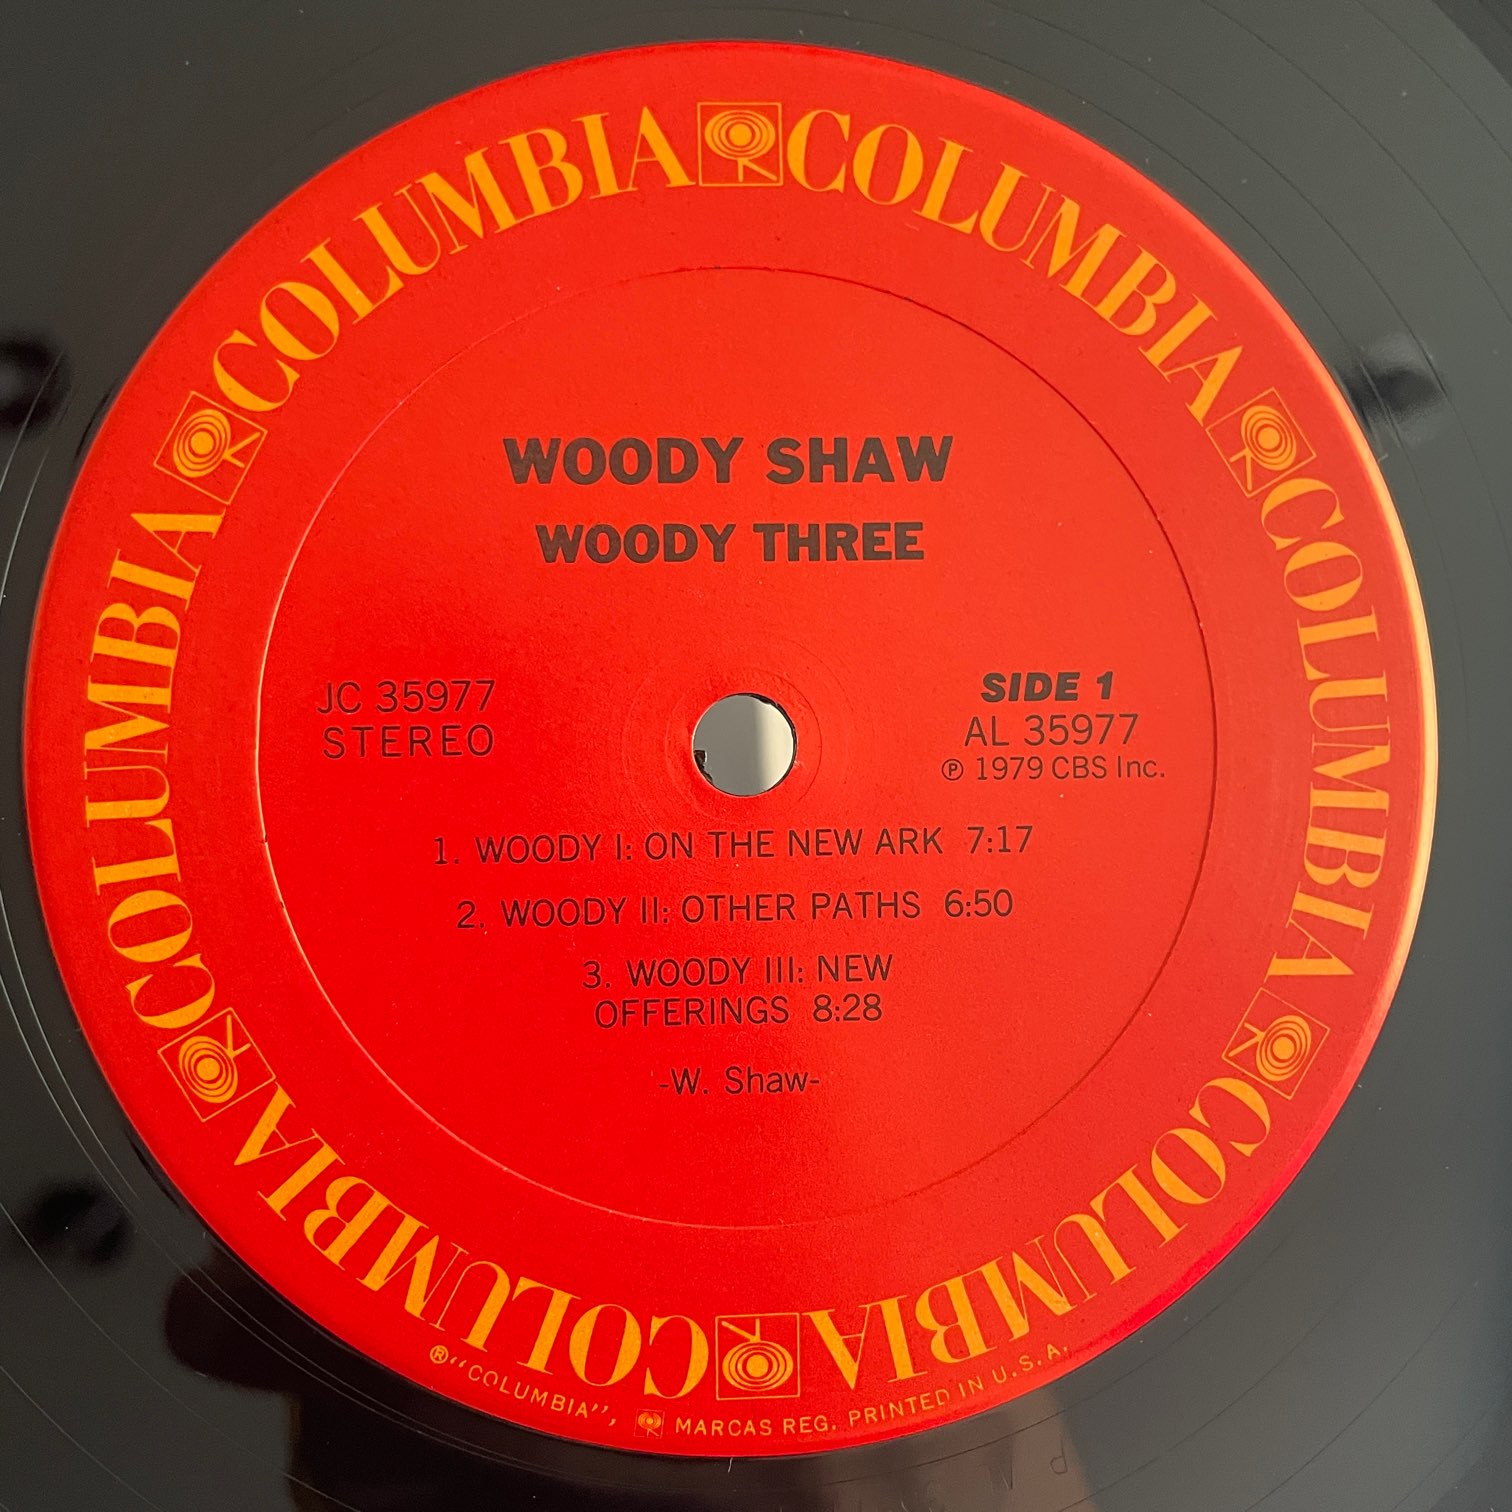 COLUMBIA COLUMBIA COLUMBIA COLUMBIA COLUMBIA COLUMBIA
WOODY SHAW
WOODY THREE
JC 35977
STEREO
SIDE 1
AL 35977
℗ 1979 CBS Inc.
1. WOODY I: ON THE NEW ARK 7:17
2. WOODY II: OTHER PATHS 6:50
3. WOODY III: NEW
OFFERINGS 8:28
-W. Shaw-
®"COLUMBIA", MARCAS REG. PRINTED IN U.S.A.